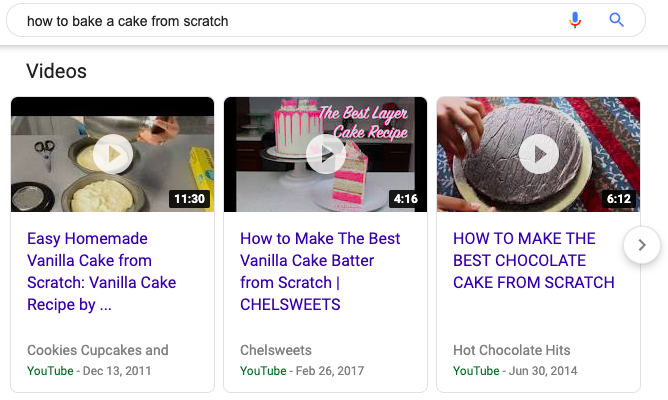 how to bake a cake from scratch
Videos
The Best Layer
Cake Recipe
11:30
4:16
6:12
Easy Homemade
Vanilla Cake from
Scratch: Vanilla Cake
Recipe by ...
Cookies Cupcakes and
YouTube - Dec 13, 2011
How to Make The Best
Vanilla Cake Batter
from Scratch |
CHELSWEETS
Chelsweets
YouTube - Feb 26, 2017
HOW TO MAKE THE
BEST CHOCOLATE
CAKE FROM SCRATCH
Hot Chocolate Hits
YouTube - Jun 30, 2014